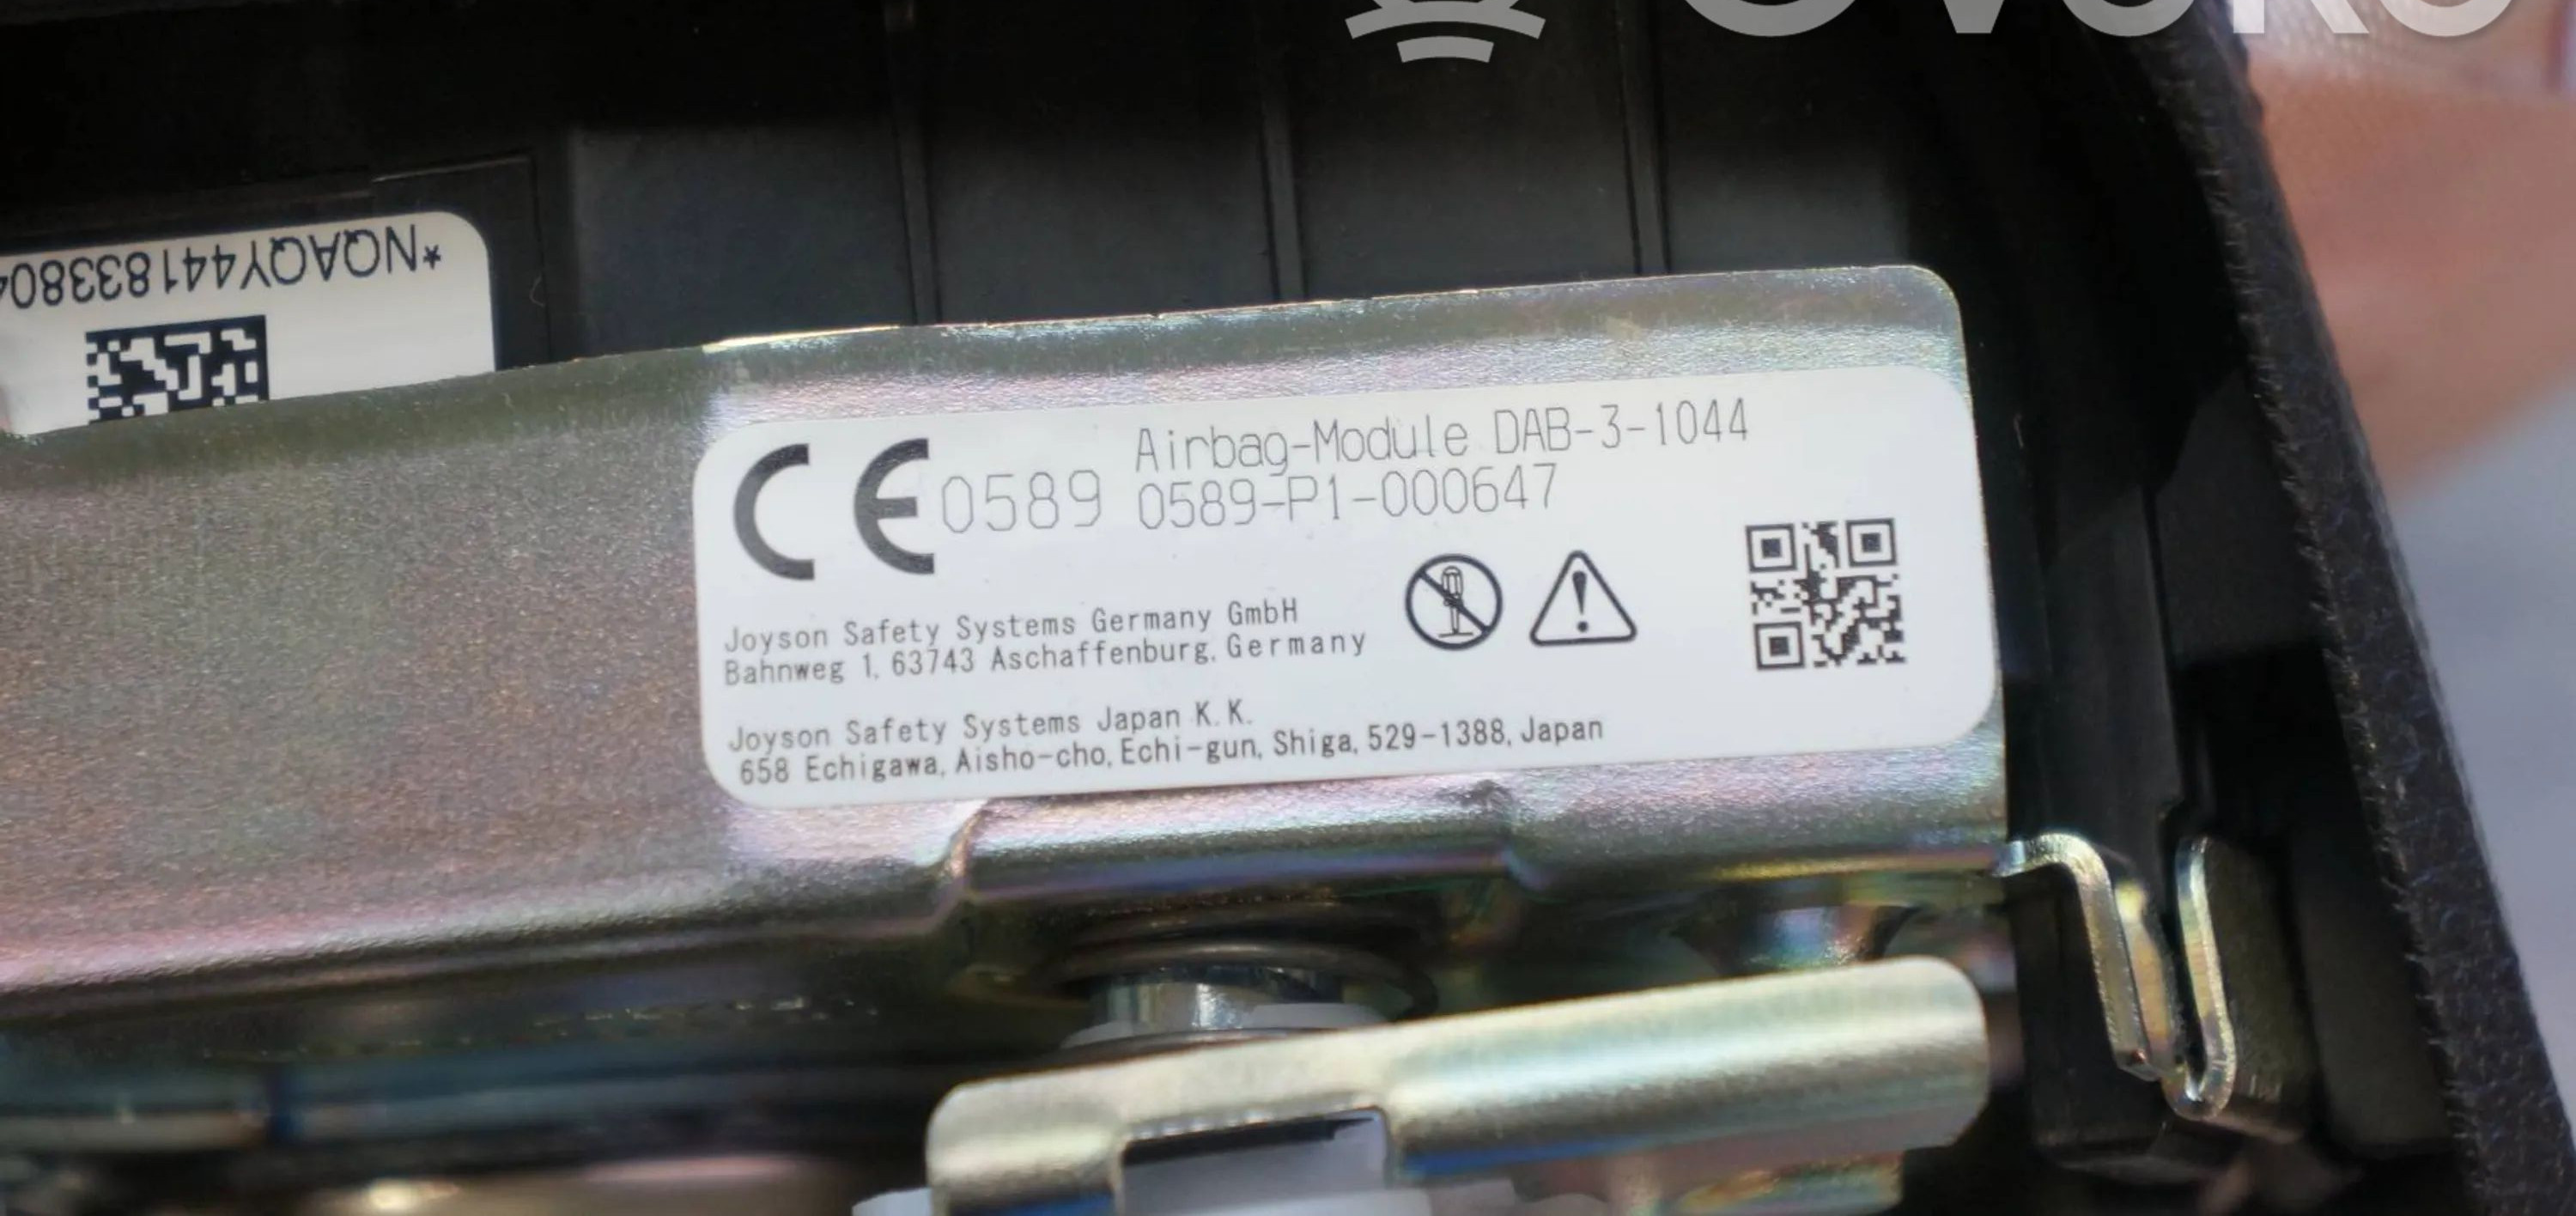 *NQAQY441833804
CE 0589 Airbag-Module DAB-3-1044
0589-P1-000647
Joyson Safety Systems Germany GmbH
Bahnweg 1, 63743 Aschaffenburg, Germany
Joyson Safety Systems Japan K.K.
658 Echigawa, Aisho-cho, Echi-gun, Shiga, 529-1388, Japan